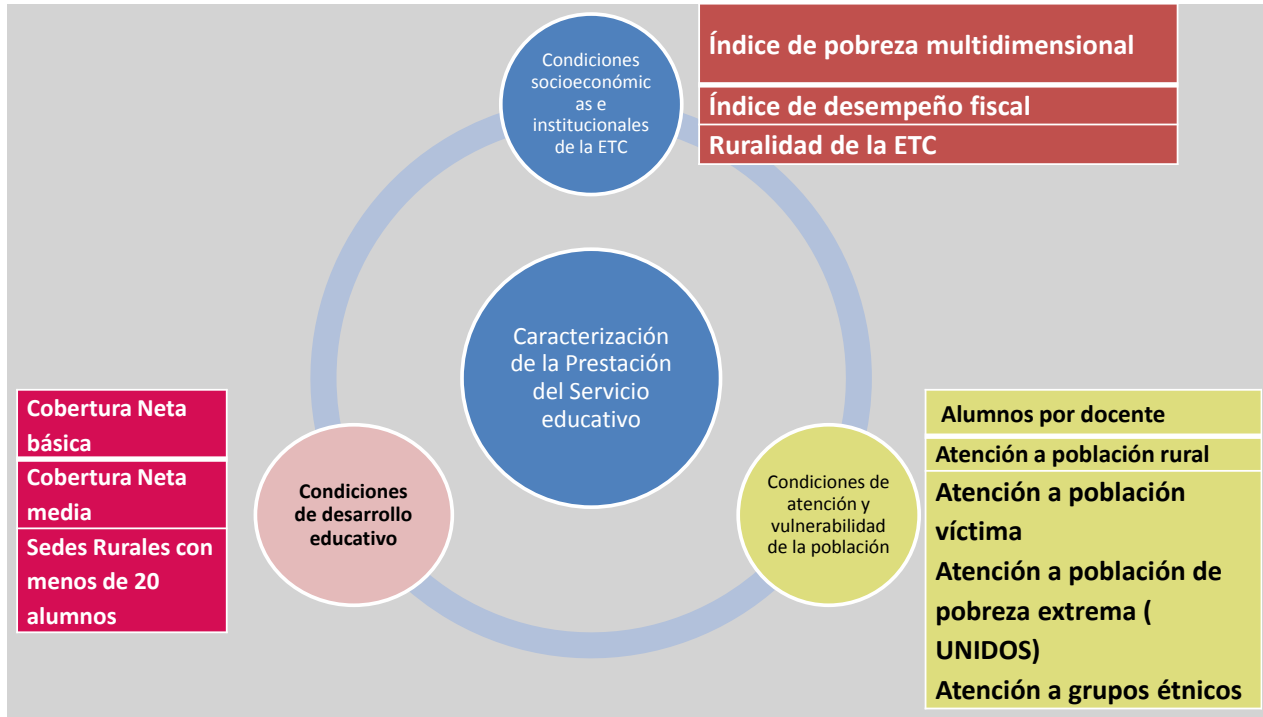 Condiciones
socioeconómic
as e
institucionales
de la ETC
Índice de pobreza multidimensional
Índice de desempeño fiscal
Ruralidad de la ETC
Caracterización
de la Prestación
del Servicio
educativo
Cobertura Neta
básica
Cobertura Neta
media
Sedes Rurales con
menos de 20
alumnos
Condiciones
de desarrollo
educativo
Condiciones de
atención y
vulnerabilidad
de la población
Alumnos por docente
Atención a población rural
Atención a población
víctima
Atención a población de
pobreza extrema (
UNIDOS)
Atención a grupos étnicos